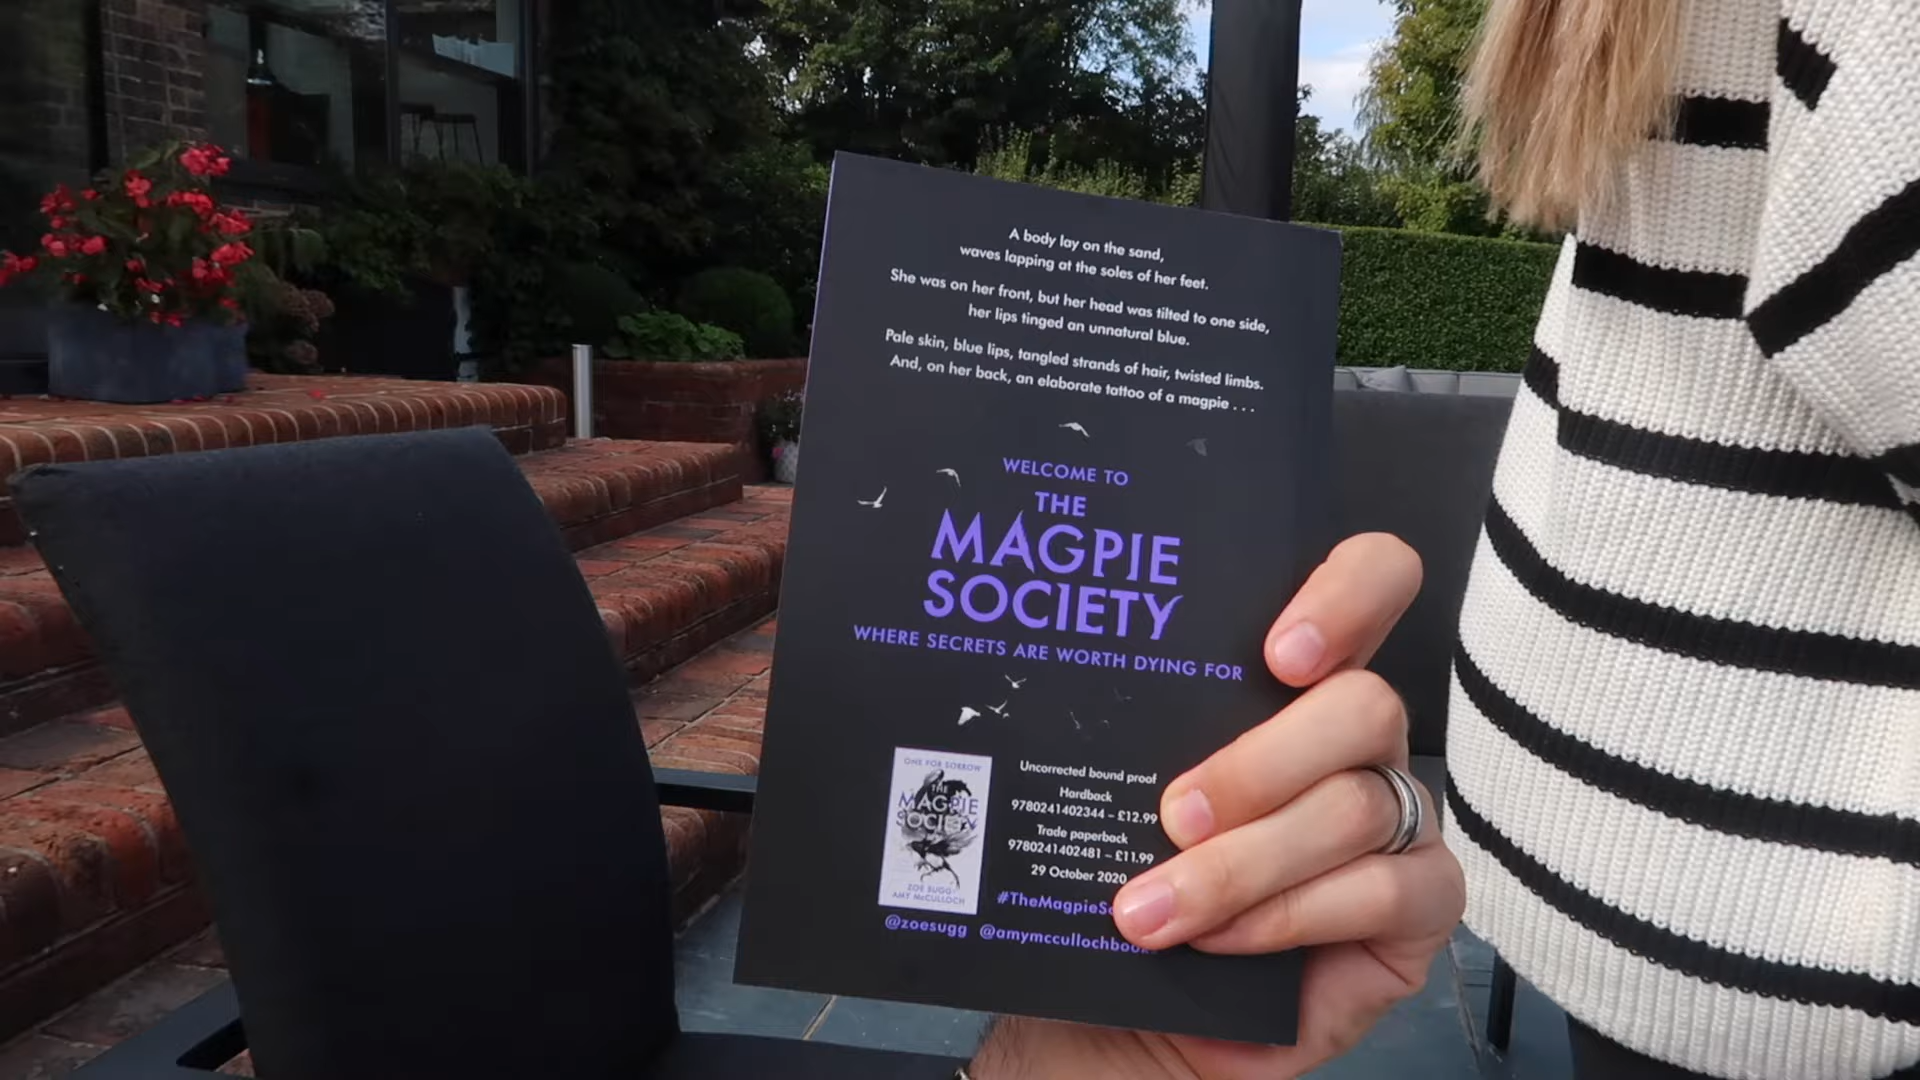 A body lay on the sand,
waves lapping at the soles of her feet.
She was on her front, but her head was tilted to one side,
her lips tinged an unnatural blue.
Pale skin, blue lips, tangled strands of hair, twisted limbs.
And, on her back, an elaborate tattoo of a magpie . . .
WELCOME TO
THE
MAGPIE
SOCIETY
WHERE SECRETS ARE WORTH DYING FOR
ONE FOR SORROW
THE
MAGPIE
SOCIETY
ZOE SUGG
AMY McCULLOCH
Uncorrected bound proof
Hardback
9780241402344 – £12.99
Trade paperback
9780241402481 – £11.99
29 October 2020
@zoesugg